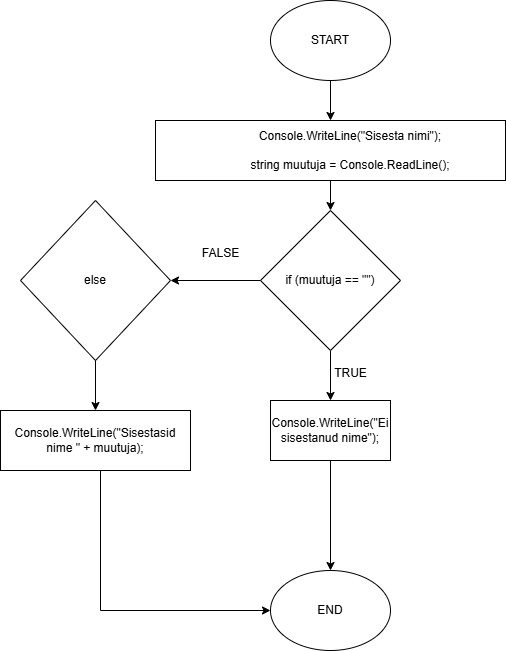 START
Console.WriteLine("Sisesta nimi");
string muutuja = Console.ReadLine();
FALSE
else
if (muutuja == "")
TRUE
Console.WriteLine("Sisestasid
nime " + muutuja);
Console.WriteLine("Ei
sisestanud nime");
END